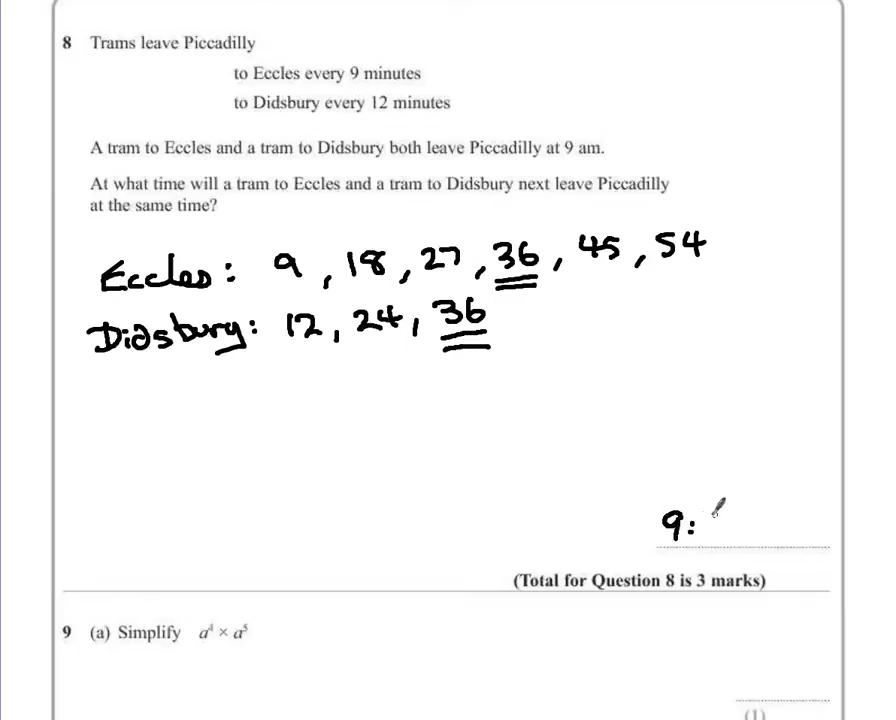 8 Trams leave Piccadilly
to Eccles every 9 minutes
to Didsbury every 12 minutes
A tram to Eccles and a tram to Didsbury both leave Piccadilly at 9 am.
At what time will a tram to Eccles and a tram to Didsbury next leave Piccadilly
at the same time?
Eccles: 9, 18, 27, 36, 45, 54
Didsbury: 12, 24, 36
9:
(Total for Question 8 is 3 marks)
9 (a) Simplify a⁴ × a⁵
(1)